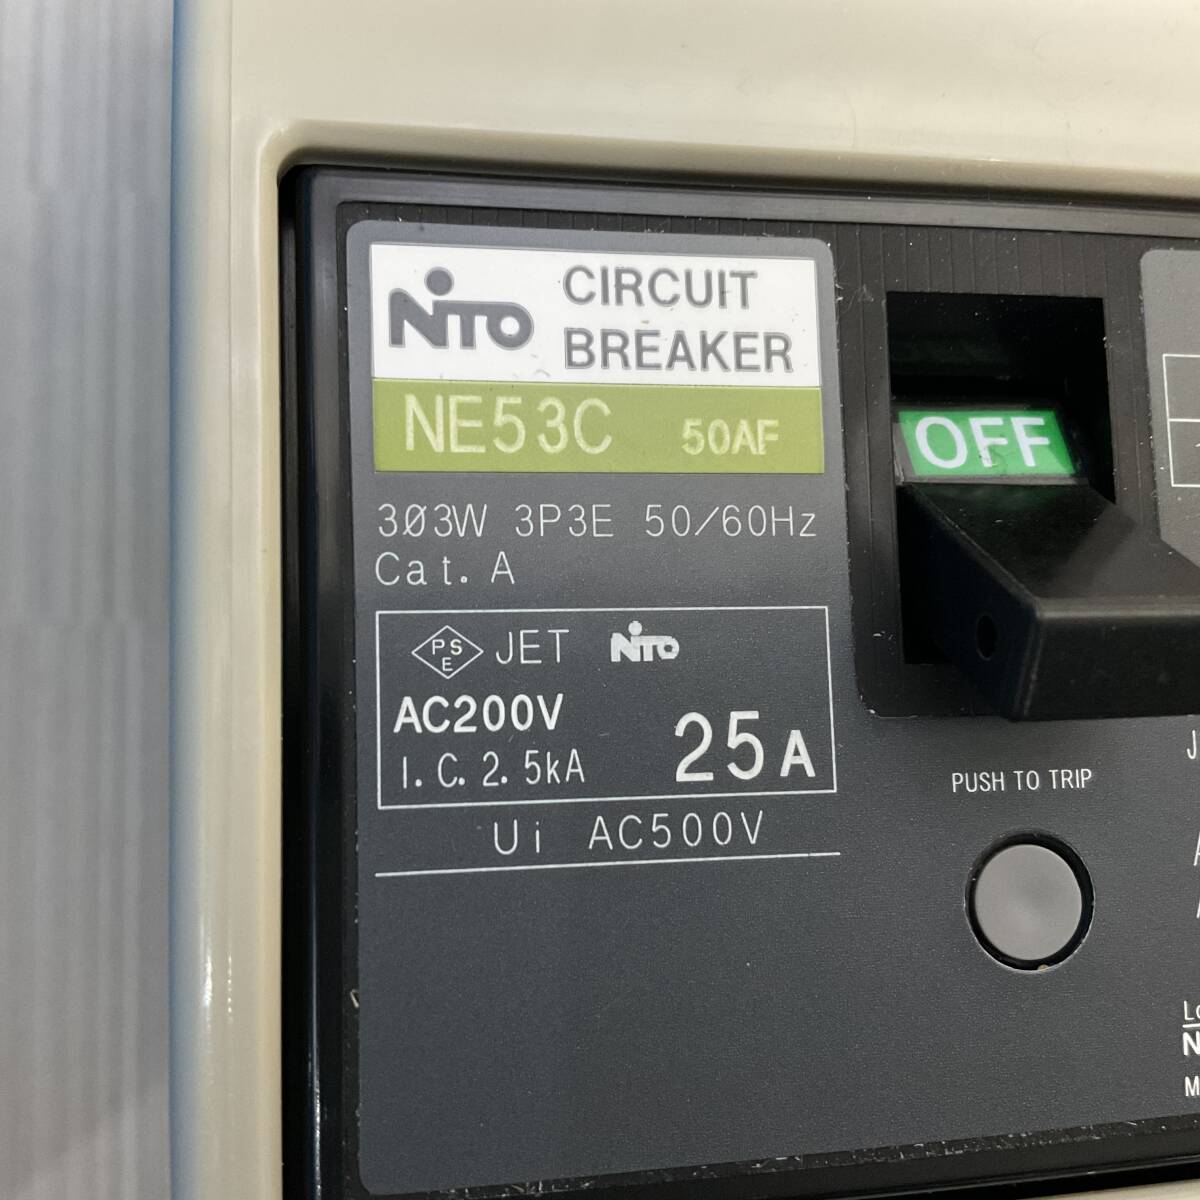 NiTO CIRCUIT
BREAKER
NE53C 50AF
3Ø3W 3P3E 50/60Hz
Cat. A
PSE JET NiTO
AC200V
I.C. 2.5kA 25A
Ui AC500V
OFF
PUSH TO TRIP